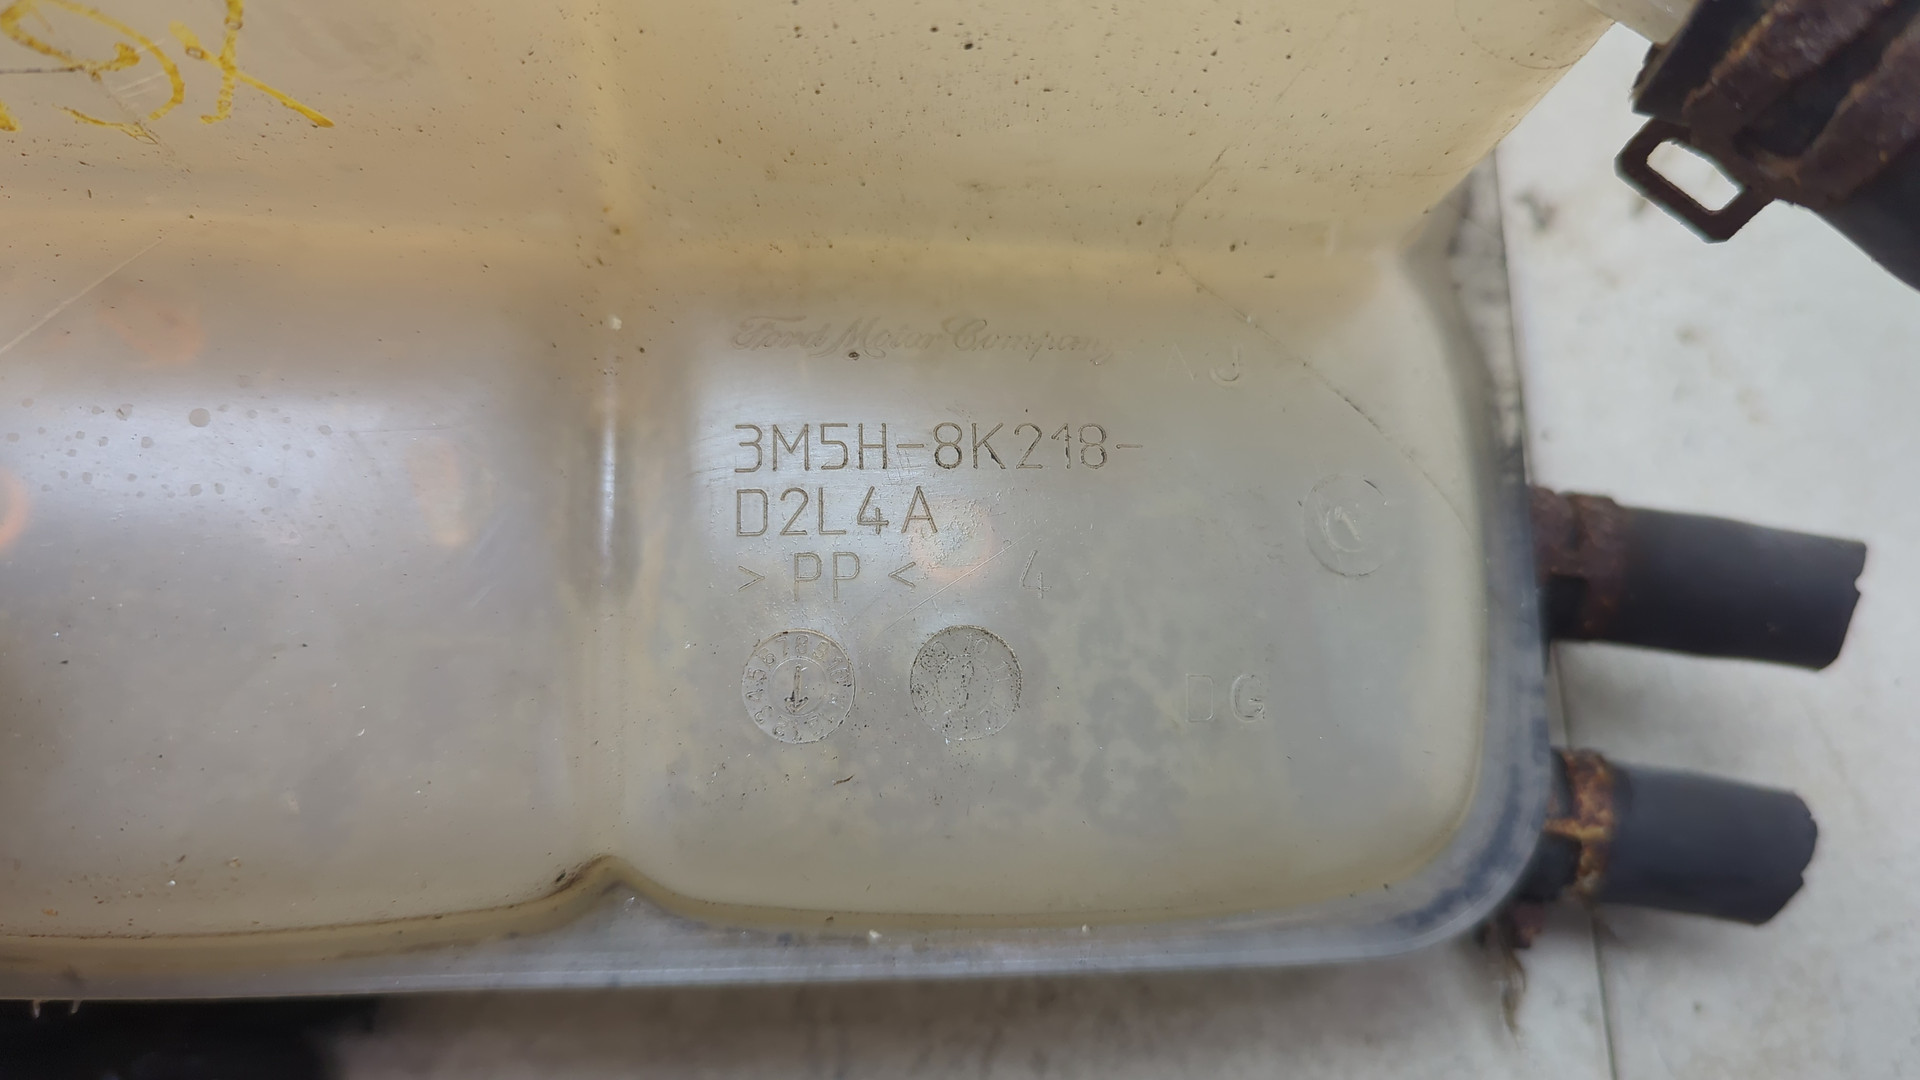 Ford Motor Company
AJ
3M5H-8K218-
D2L4A
> PP < 4
DG